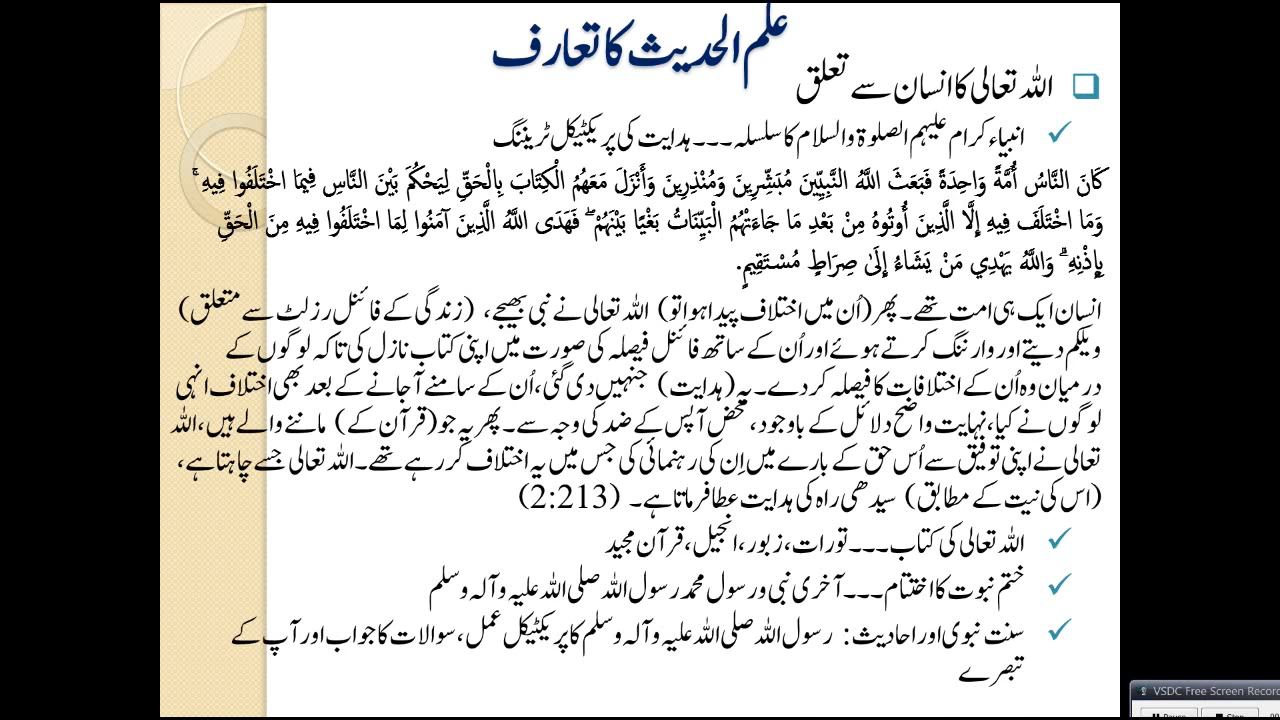 علم الحدیث کا تعارف
اللہ تعالی کا انسان سے تعلق
انبیاء کرام علیہم الصلوۃ والسلام کا سلسلہ۔۔۔ ہدایت کی پریکٹیکل ٹریننگ
كَانَ النَّاسُ أُمَّةً وَاحِدَةً فَبَعَثَ اللَّهُ النَّبِيِّينَ مُبَشِّرِينَ وَمُنْذِرِينَ وَأَنْزَلَ مَعَهُمُ الْكِتَابَ بِالْحَقِّ لِيَحْكُمَ بَيْنَ النَّاسِ فِيمَا اخْتَلَفُوا فِيهِ ۚ
وَمَا اخْتَلَفَ فِيهِ إِلَّا الَّذِينَ أُوتُوهُ مِنْ بَعْدِ مَا جَاءَتْهُمُ الْبَيِّنَاتُ بَغْيًا بَيْنَهُمْ ۖ فَهَدَى اللَّهُ الَّذِينَ آمَنُوا لِمَا اخْتَلَفُوا فِيهِ مِنَ الْحَقِّ
بِإِذْنِهِ ۗ وَاللَّهُ يَهْدِي مَنْ يَشَاءُ إِلَىٰ صِرَاطٍ مُسْتَقِيمٍ.
انسان ایک ہی امت تھے۔ پھر (اُن میں اختلاف پیدا ہوا تو) اللہ تعالی نے نبی بھیجے، (زندگی کے فائنل رزلٹ سے متعلق)
ویلکم دیتے اور وارننگ کرتے ہوئے اور اُن کے ساتھ فائنل فیصلہ کی صورت میں اپنی کتاب نازل کی تاکہ لوگوں کے
درمیان وہ اُن کے اختلافات کا فیصلہ کر دے۔ یہ (ہدایت) جنہیں دی گئی، اُن کے سامنے آ جانے کے بعد بھی اختلاف انہی
لوگوں نے کیا، نہایت واضح دلائل کے باوجود، محض آپس کے ضد کی وجہ سے۔ پھر یہ جو (قرآن کے) ماننے والے ہیں، اللہ
تعالی نے اپنی توفیق سے اُس حق کے بارے میں اِن کی رہنمائی کی جس میں یہ اختلاف کر رہے تھے۔ اللہ تعالی جسے چاہتا ہے،
(اس کی نیت کے مطابق) سیدھی راہ کی ہدایت عطا فرماتا ہے۔ (2:213)
اللہ تعالی کی کتاب۔۔۔ تورات، زبور، انجیل، قرآن مجید
ختم نبوت کا اختتام۔۔۔ آخری نبی و رسول محمد رسول اللہ صلی اللہ علیہ وآلہ وسلم
سنت نبوی اور احادیث: رسول اللہ صلی اللہ علیہ وآلہ وسلم کا پریکٹیکل عمل، سوالات کا جواب اور آپ کے
تبصرے
VSDC Free Screen Record
Pause Stop